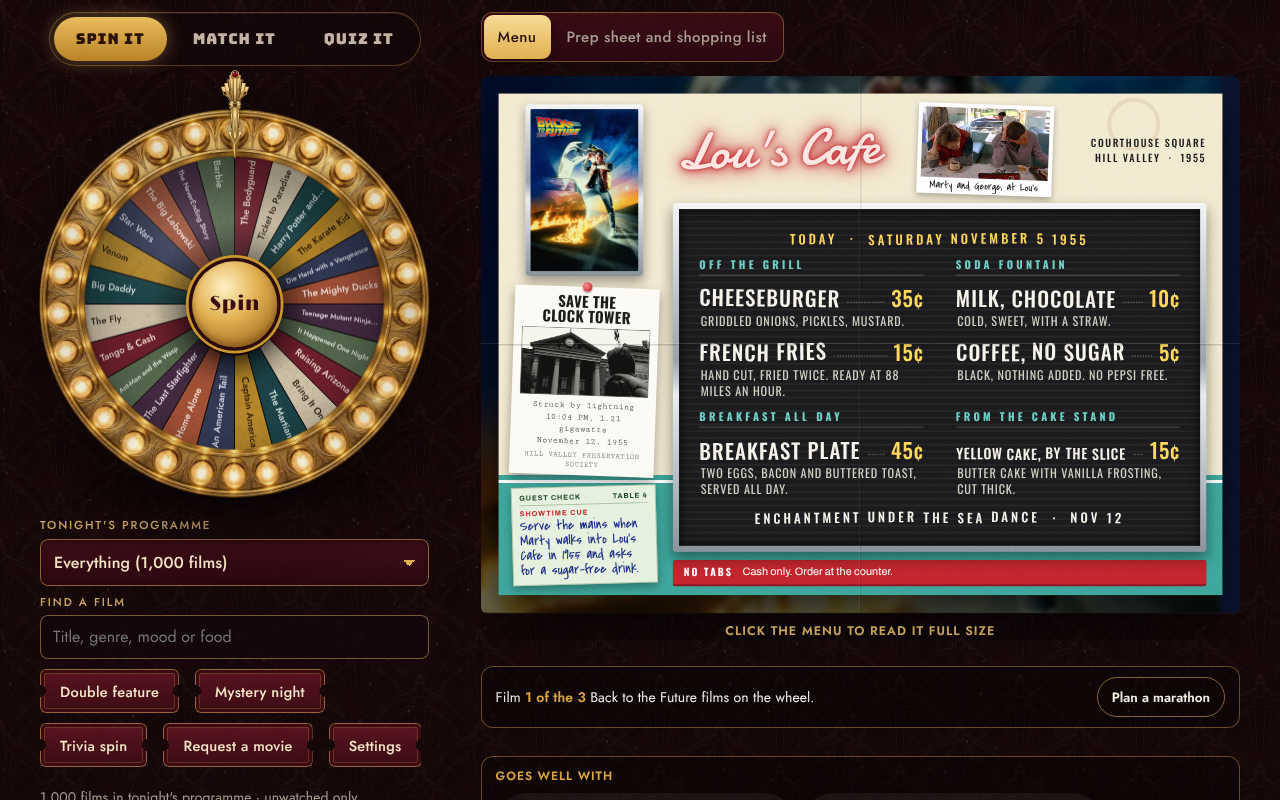 SPIN IT
MATCH IT
QUIZ IT
Barbie
The Bodyguard
Ticket to Paradise
Harry Potter and...
The Karate Kid
Die Hard with a Vengeance
The Mighty Ducks
Teenage Mutant Ninja...
It Happened One Night
Raising Arizona
Bring It On
The Martian
Captain America
An American Tail
Home Alone
The Last Starfighter
Ant-Man and the Wasp
Tango & Cash
The Fly
Big Daddy
Venom
Star Wars
The Big Lebowski
The NeverEnding Story
Spin
TONIGHT'S PROGRAMME
Everything (1,000 films)
FIND A FILM
Title, genre, mood or food
Double feature
Mystery night
Trivia spin
Request a movie
Settings
1,000 films in tonight's programme · unwatched only
Menu
Prep sheet and shopping list
BACK TO THE FUTURE
Lou's Cafe
Marty and George, at Lou's
COURTHOUSE SQUARE
HILL VALLEY · 1955
SAVE THE
CLOCK TOWER
Struck by lightning
10:04 PM. 1.21
gigawatts
November 12, 1955
HILL VALLEY PRESERVATION
SOCIETY
GUEST CHECK
TABLE 4
SHOWTIME CUE
Serve the mains when
Marty walks into Lou's
Cafe in 1955 and asks
for a sugar-free drink.
TODAY · SATURDAY NOVEMBER 5 1955
OFF THE GRILL
CHEESEBURGER 35¢
GRIDDLED ONIONS, PICKLES, MUSTARD.
FRENCH FRIES 15¢
HAND CUT, FRIED TWICE. READY AT 88
MILES AN HOUR.
BREAKFAST ALL DAY
BREAKFAST PLATE 45¢
TWO EGGS, BACON AND BUTTERED TOAST,
SERVED ALL DAY.
SODA FOUNTAIN
MILK, CHOCOLATE 10¢
COLD, SWEET, WITH A STRAW.
COFFEE, NO SUGAR 5¢
BLACK, NOTHING ADDED. NO PEPSI FREE.
FROM THE CAKE STAND
YELLOW CAKE, BY THE SLICE 15¢
BUTTER CAKE WITH VANILLA FROSTING,
CUT THICK.
ENCHANTMENT UNDER THE SEA DANCE · NOV 12
NO TABS Cash only. Order at the counter.
CLICK THE MENU TO READ IT FULL SIZE
Film 1 of the 3 Back to the Future films on the wheel.
Plan a marathon
GOES WELL WITH